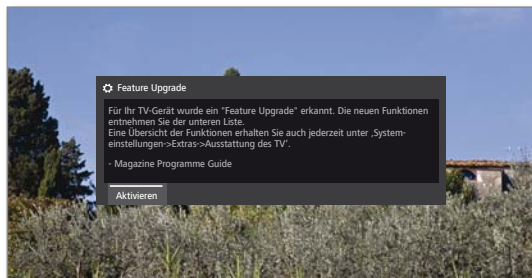 Feature Upgrade
Für Ihr TV-Gerät wurde ein "Feature Upgrade" erkannt. Die neuen Funktionen
entnehmen Sie der unteren Liste.
Eine Übersicht der Funktionen erhalten Sie auch jederzeit unter ‚System-
einstellungen->Extras->Ausstattung des TV‘.
- Magazine Programme Guide
Aktivieren